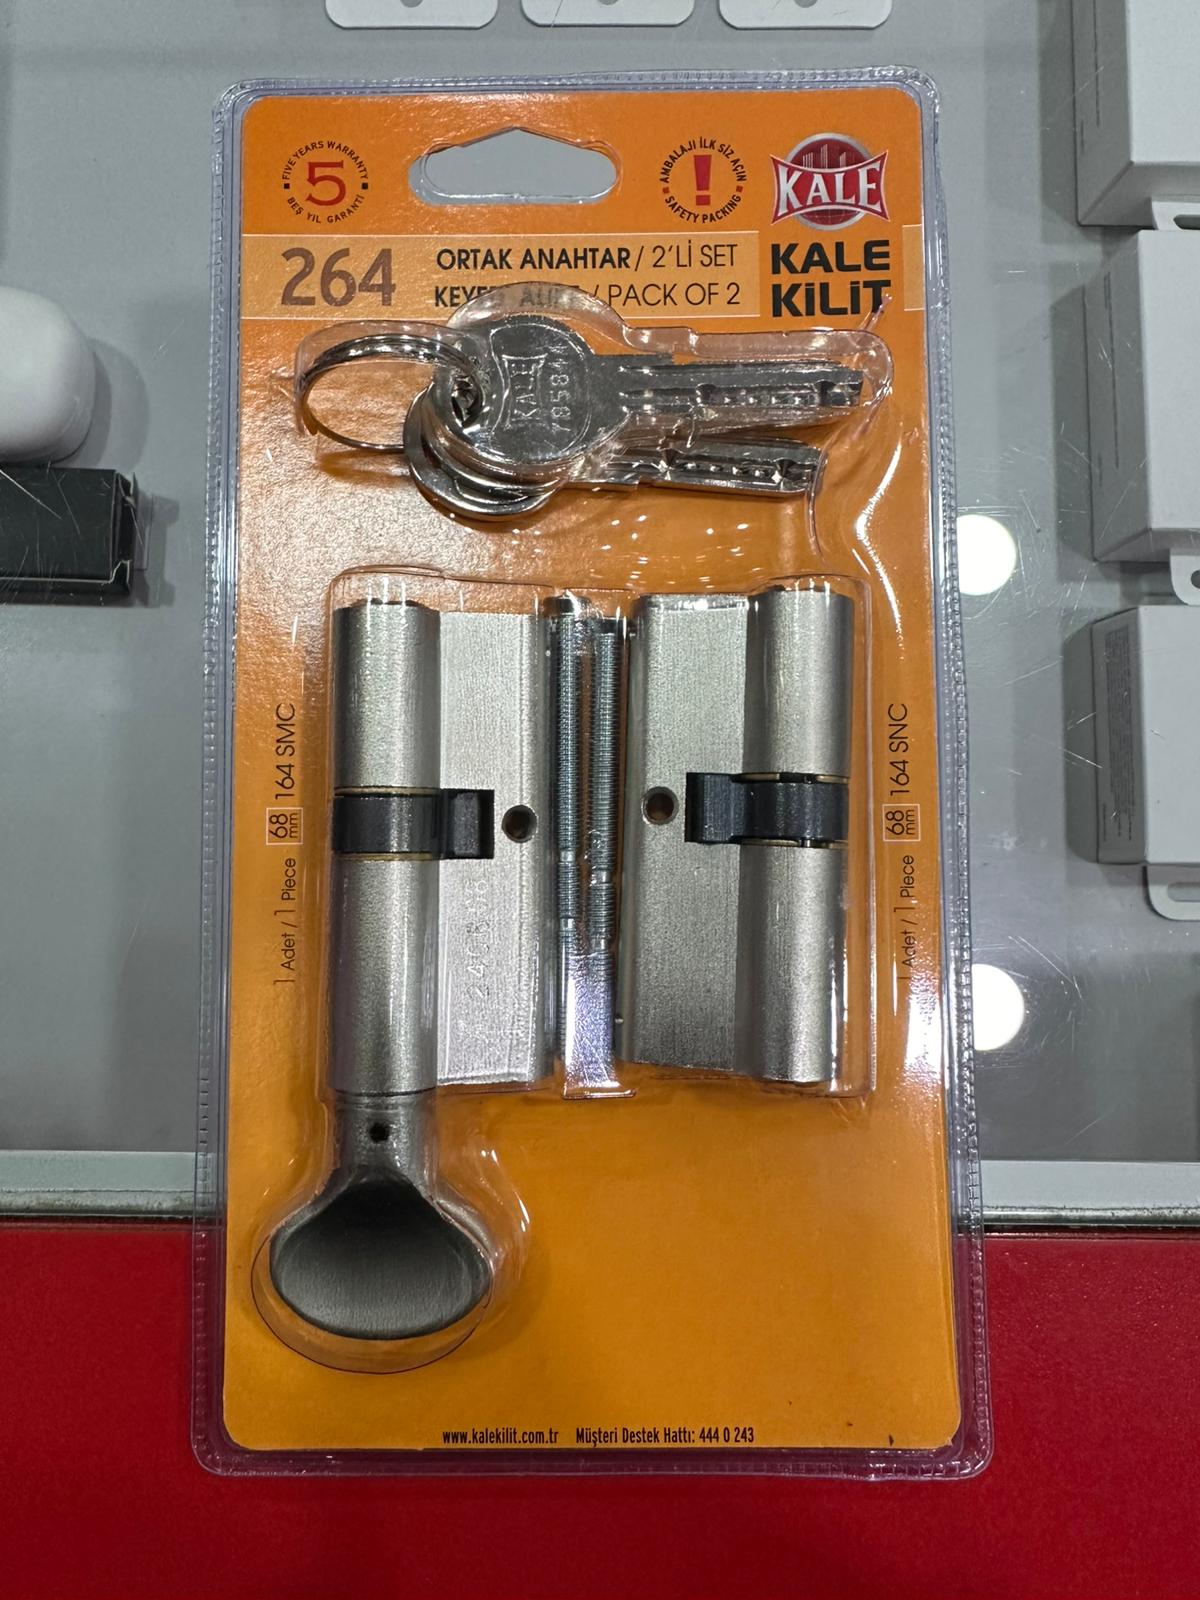 FIVE YEARS WARRANTY
5
BEŞ YIL GARANTİ
AMBALAJI İLK SİZ AÇIN
!
SAFETY PACKING
KALE
KALE
KİLİT
264
ORTAK ANAHTAR / 2'Lİ SET
/ PACK OF 2
KALE
1 Adet / 1 Piece 68 mm 164 SMC
1 Adet / 1 Piece 68 mm 164 SNC
www.kalekilit.com.tr Müşteri Destek Hattı: 444 0 243